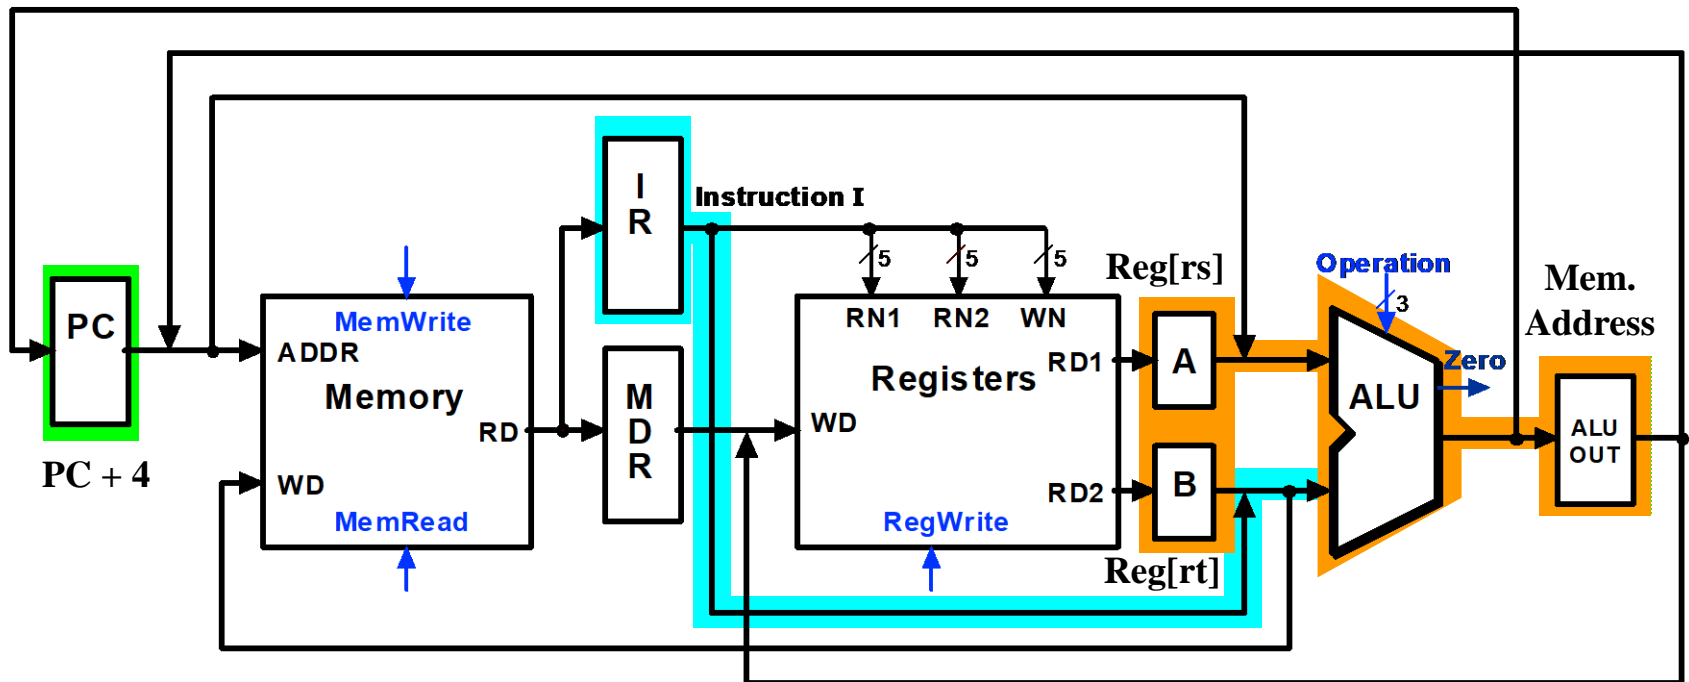 I
R
Instruction I
5
5
5
Reg[rs]
Operation
3
Mem.
Address
PC
MemWrite
ADDR
Memory
RD
WD
MemRead
PC + 4
M
D
R
RN1
RN2
WN
RD1
Registers
WD
RD2
RegWrite
A
B
Reg[rt]
Zero
ALU
ALU
OUT